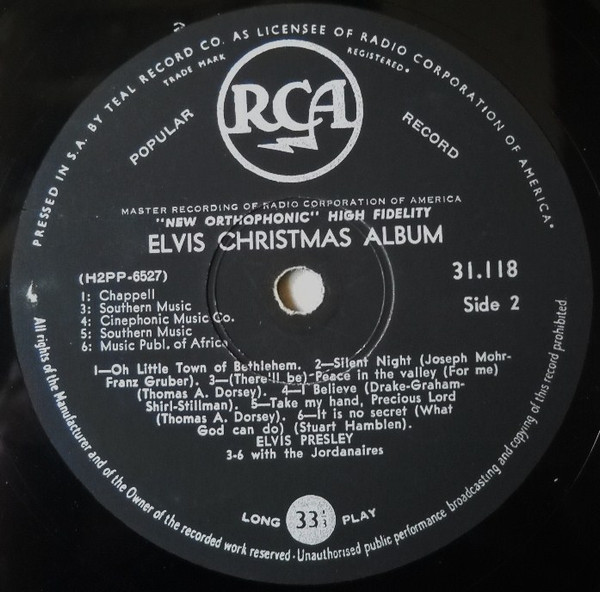 PRESSED IN S.A. BY TEAL RECORD CO. AS LICENSEE OF RADIO CORPORATION OF AMERICA.
TRADE MARK
REGISTERED.
RCA
POPULAR
RECORD
MASTER RECORDING OF RADIO CORPORATION OF AMERICA
"NEW ORTHOPHONIC" HIGH FIDELITY
ELVIS CHRISTMAS ALBUM
(H2PP-6527)
31.118
Side 2
1: Chappell
3: Southern Music
4: Cinephonic Music Co.
5: Southern Music
6: Music Publ. of Africa
1—Oh Little Town of Bethlehem. 2—Silent Night (Joseph Mohr-
Franz Gruber). 3—(There'll be) Peace in the valley (For me)
(Thomas A. Dorsey). 4—I Believe (Drake-Graham-
Shirl-Stillman). 5—Take my hand, Precious Lord
(Thomas A. Dorsey). 6—It is no secret (What
God can do) (Stuart Hamblen).
ELVIS PRESLEY
3-6 with the Jordanaires
LONG 33 1/3 PLAY
All rights of the Manufacturer and of the Owner of the recorded work reserved · Unauthorised public performance broadcasting and copying of this record prohibited